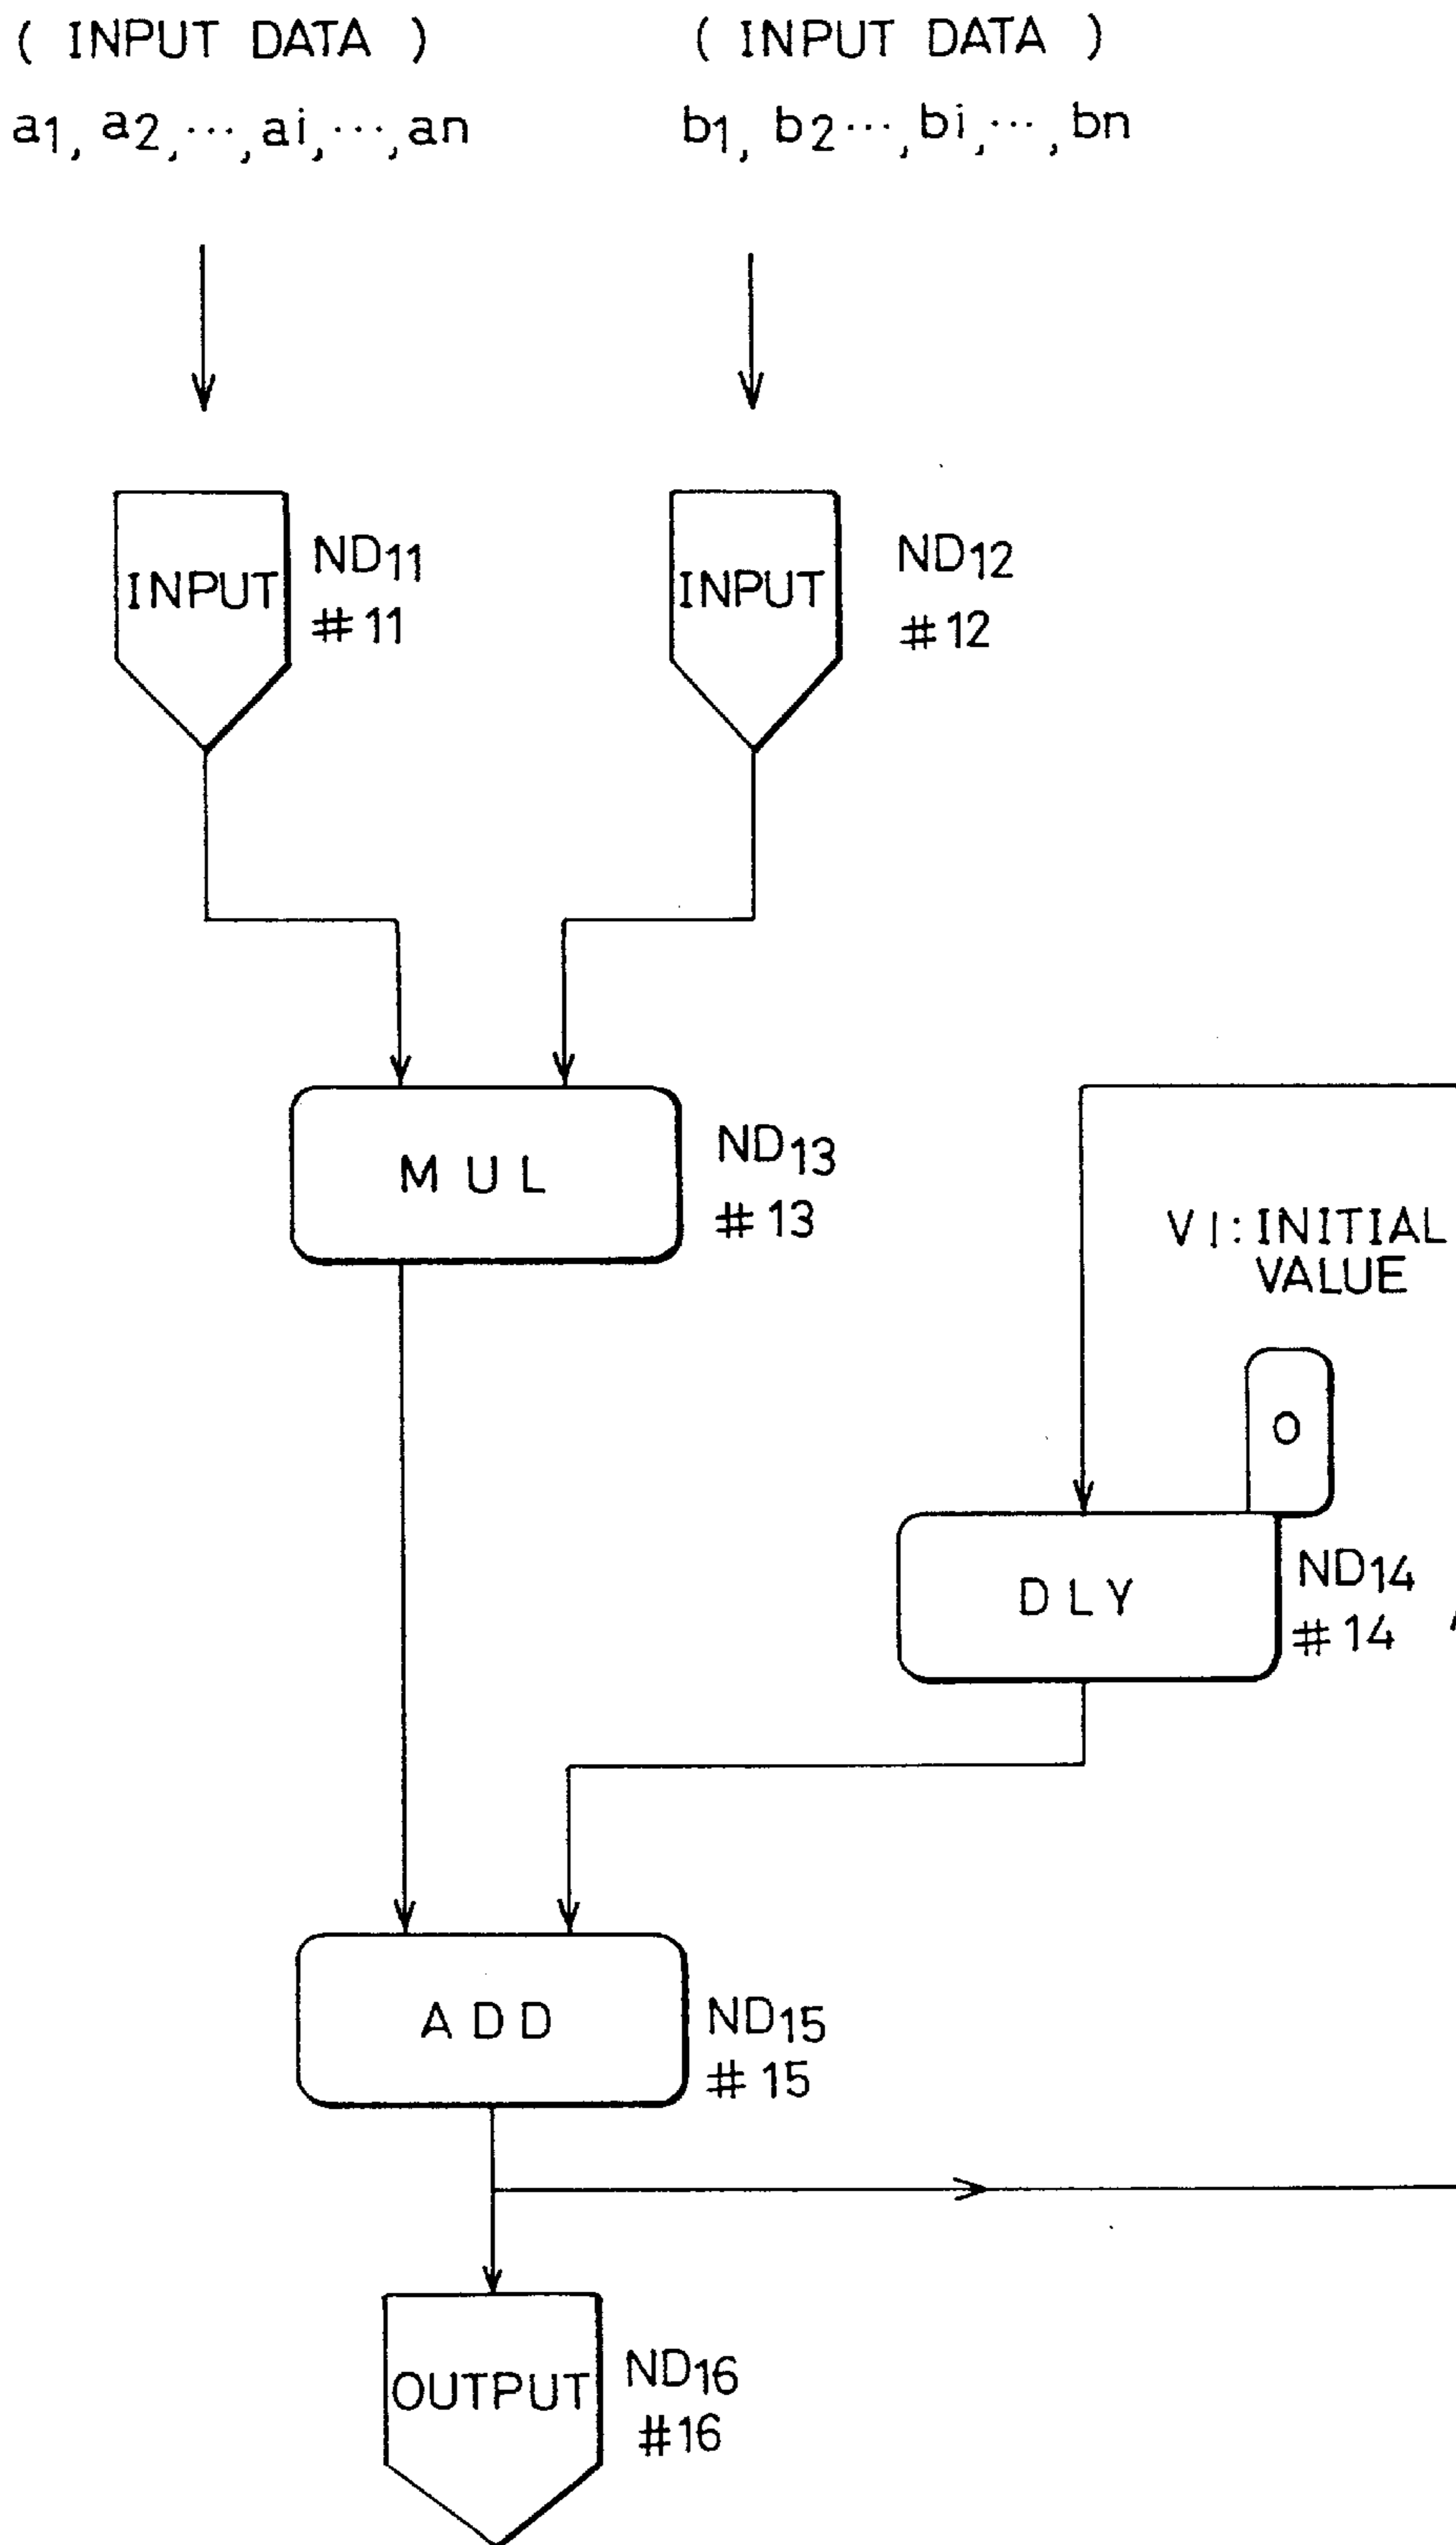 ( INPUT DATA )
( INPUT DATA )
a1, a2, ···, ai, ···, an
b1, b2 ···, bi, ···, bn
INPUT
ND11
#11
INPUT
ND12
#12
MUL
ND13
#13
VI: INITIAL
VALUE
0
DLY
ND14
#14
ADD
ND15
#15
OUTPUT
ND16
#16